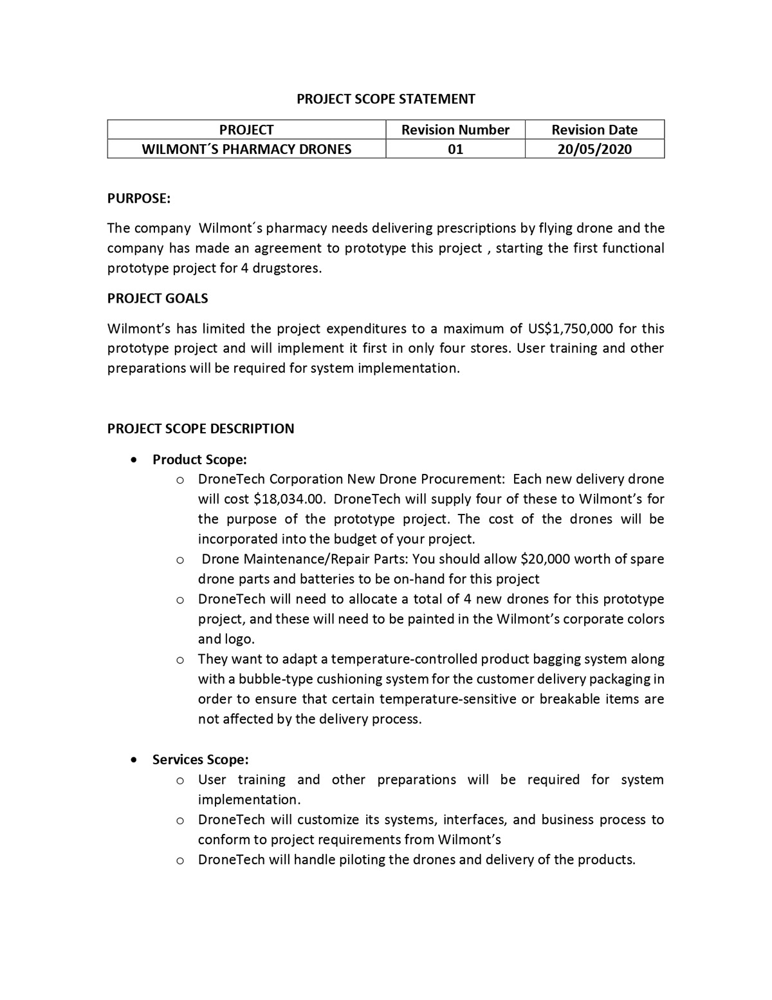 PROJECT SCOPE STATEMENT
PROJECT Revision Number Revision Date
WILMONT´S PHARMACY DRONES 01 20/05/2020
PURPOSE:
The company  Wilmont´s pharmacy needs delivering prescriptions by flying drone and the
company has made an agreement to prototype this project , starting the first functional
prototype project for 4 drugstores.
PROJECT GOALS
Wilmont’s has limited the project expenditures to a maximum of US$1,750,000 for this
prototype project and will implement it first in only four stores. User training and other
preparations will be required for system implementation.
PROJECT SCOPE DESCRIPTION
• Product Scope:
o DroneTech Corporation New Drone Procurement:  Each new delivery drone
will cost $18,034.00.  DroneTech will supply four of these to Wilmont’s for
the purpose of the prototype project. The cost of the drones will be
incorporated into the budget of your project.
o Drone Maintenance/Repair Parts: You should allow $20,000 worth of spare
drone parts and batteries to be on-hand for this project
o DroneTech will need to allocate a total of 4 new drones for this prototype
project, and these will need to be painted in the Wilmont’s corporate colors
and logo.
o They want to adapt a temperature-controlled product bagging system along
with a bubble-type cushioning system for the customer delivery packaging in
order to ensure that certain temperature-sensitive or breakable items are
not affected by the delivery process.
• Services Scope:
o User training and other preparations will be required for system
implementation.
o DroneTech will customize its systems, interfaces, and business process to
conform to project requirements from Wilmont’s
o DroneTech will handle piloting the drones and delivery of the products.